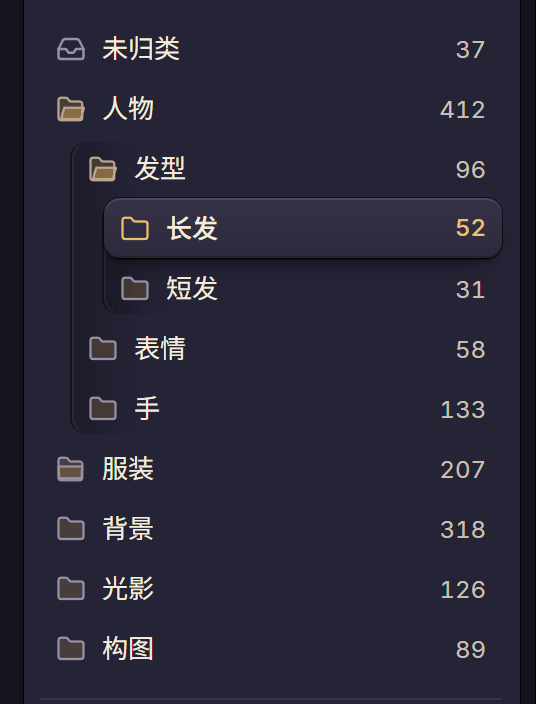 未归类 37
人物 412
发型 96
长发 52
短发 31
表情 58
手 133
服装 207
背景 318
光影 126
构图 89